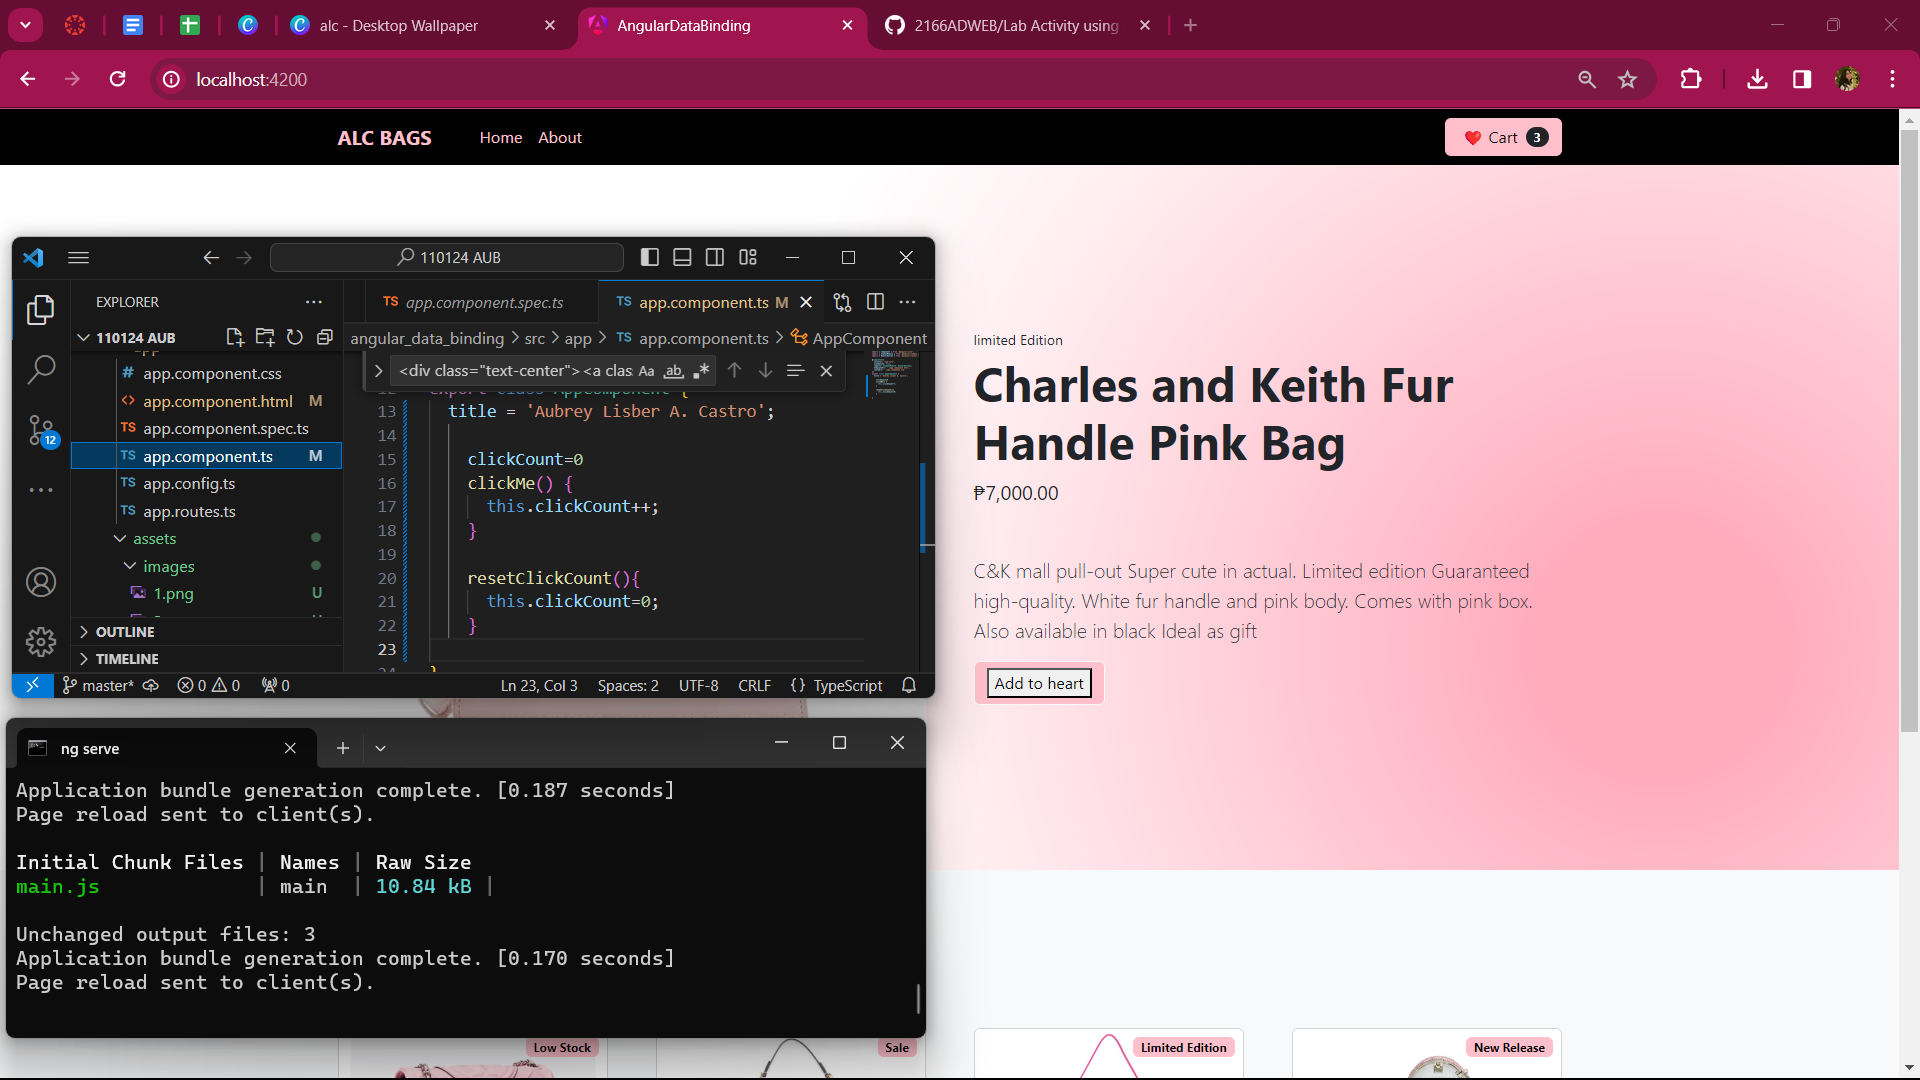 alc - Desktop Wallpaper
AngularDataBinding
2166ADWEB/Lab Activity using
localhost:4200
ALC BAGS
Home
About
Cart 3
110124 AUB
EXPLORER
TS app.component.spec.ts
TS app.component.ts M
110124 AUB
angular_data_binding > src > app > TS app.component.ts > AppComponent
<div class="text-center"><a clas
# app.component.css
<> app.component.html M
TS app.component.spec.ts
TS app.component.ts M
TS app.config.ts
TS app.routes.ts
assets
images
1.png U
OUTLINE
TIMELINE
12
13 title = 'Aubrey Lisber A. Castro';
14
15 clickCount=0
16 clickMe() {
17 this.clickCount++;
18 }
19
20 resetClickCount(){
21 this.clickCount=0;
22 }
23
24 }
master* 0 0 0 Ln 23, Col 3 Spaces: 2 UTF-8 CRLF {} TypeScript
ng serve
Application bundle generation complete. [0.187 seconds]
Page reload sent to client(s).
Initial Chunk Files | Names | Raw Size
main.js | main | 10.84 kB |
Unchanged output files: 3
Application bundle generation complete. [0.170 seconds]
Page reload sent to client(s).
limited Edition
Charles and Keith Fur
Handle Pink Bag
₱7,000.00
C&K mall pull-out Super cute in actual. Limited edition Guaranteed
high-quality. White fur handle and pink body. Comes with pink box.
Also available in black Ideal as gift
Add to heart
Low Stock
Sale
Limited Edition
New Release